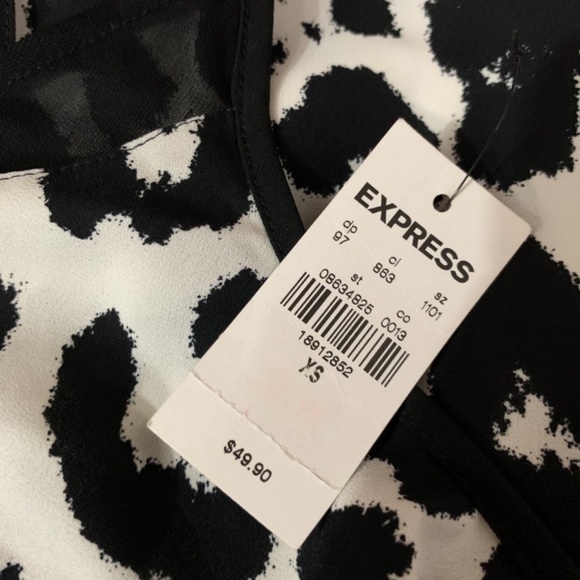 EXPRESS
dp cl sz
97 863 1101
st co
08634825 0013
18912852
XS
$49.90